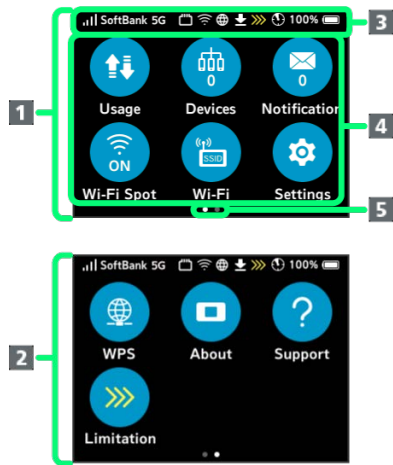 SoftBank 5G 100%
3
0
0
Usage Devices Notification
1
4
ON SSID
Wi-Fi Spot Wi-Fi Settings
5
SoftBank 5G 100%
?
WPS About Support
2
Limitation